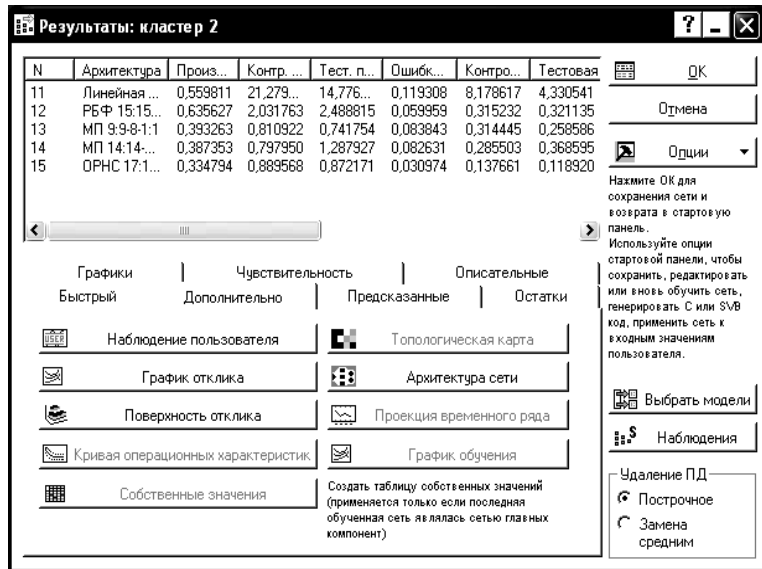 Результаты: кластер 2
N Архитектура Произ... Контр. ... Тест. п... Ошибк... Контро... Тестовая
11 Линейная ... 0,559811 21,279... 14,776... 0,119308 8,178617 4,330541
12 РБФ 15:15... 0,635627 2,031763 2,488815 0,059959 0,315232 0,321135
13 МП 9:9-8-1:1 0,393263 0,810922 0,741754 0,083843 0,314445 0,258586
14 МП 14:14-... 0,387353 0,797950 1,287927 0,082631 0,285503 0,368595
15 ОРНС 17:1... 0,334794 0,889568 0,872171 0,030974 0,137661 0,118920
Графики Чувствительность Описательные
Быстрый Дополнительно Предсказанные Остатки
USER Наблюдение пользователя
Топологическая карта
График отклика
Архитектура сети
Поверхность отклика
Проекция временного ряда
Кривая операционных характеристик
График обучения
Собственные значения
Создать таблицу собственных значений
(применяется только если последняя
обученная сеть являлась сетью главных
компонент)
OK
Отмена
Опции
Нажмите ОК для
сохранения сети и
возврата в стартовую
панель.
Используйте опции
стартовой панели, чтобы
сохранить, редактировать
или вновь обучить сеть,
генерировать С или SVB
код, применить сеть к
входным значениям
пользователя.
Выбрать модели
S Наблюдения
Удаление ПД
Построчное
Замена
средним